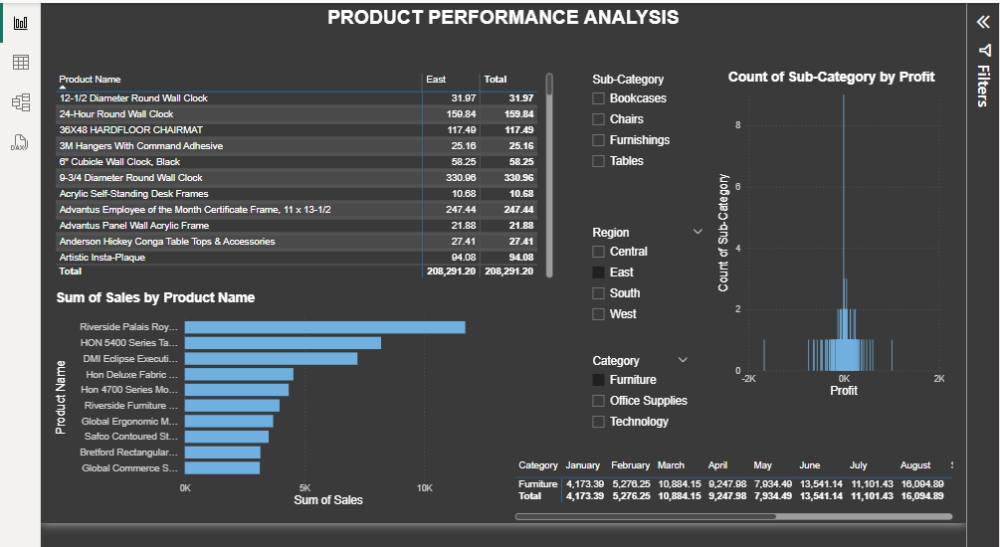 PRODUCT PERFORMANCE ANALYSIS
DAX
Product Name East Total
12-1/2 Diameter Round Wall Clock 31.97 31.97
24-Hour Round Wall Clock 159.84 159.84
36X48 HARDFLOOR CHAIRMAT 117.49 117.49
3M Hangers With Command Adhesive 25.16 25.16
6" Cubicle Wall Clock, Black 58.25 58.25
9-3/4 Diameter Round Wall Clock 330.96 330.96
Acrylic Self-Standing Desk Frames 10.68 10.68
Advantus Employee of the Month Certificate Frame, 11 x 13-1/2 247.44 247.44
Advantus Panel Wall Acrylic Frame 21.88 21.88
Anderson Hickey Conga Table Tops & Accessories 27.41 27.41
Artistic Insta-Plaque 94.08 94.08
Total 208,291.20 208,291.20
Sum of Sales by Product Name
Product Name
Riverside Palais Roy...
HON 5400 Series Ta...
DMI Eclipse Executi...
Hon Deluxe Fabric ...
Hon 4700 Series Mo...
Riverside Furniture ...
Global Ergonomic M...
Safco Contoured St...
Bretford Rectangular...
Global Commerce S...
0K 5K 10K
Sum of Sales
Sub-Category
Bookcases
Chairs
Furnishings
Tables
Region
Central
East
South
West
Category
Furniture
Office Supplies
Technology
Count of Sub-Category by Profit
Count of Sub-Category
8
6
4
2
0
-2K 0K 2K
Profit
Category January February March April May June July August
Furniture 4,173.39 5,276.25 10,884.15 9,247.98 7,934.49 13,541.14 11,101.43 16,094.89
Total 4,173.39 5,276.25 10,884.15 9,247.98 7,934.49 13,541.14 11,101.43 16,094.89
Filters